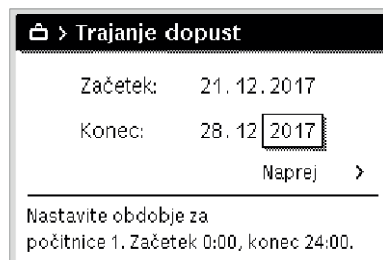 > Trajanje dopust
Začetek: 21.12.2017
Konec: 28.12 2017
Naprej >
Nastavite obdobje za
počitnice 1. Začetek 0:00, konec 24:00.